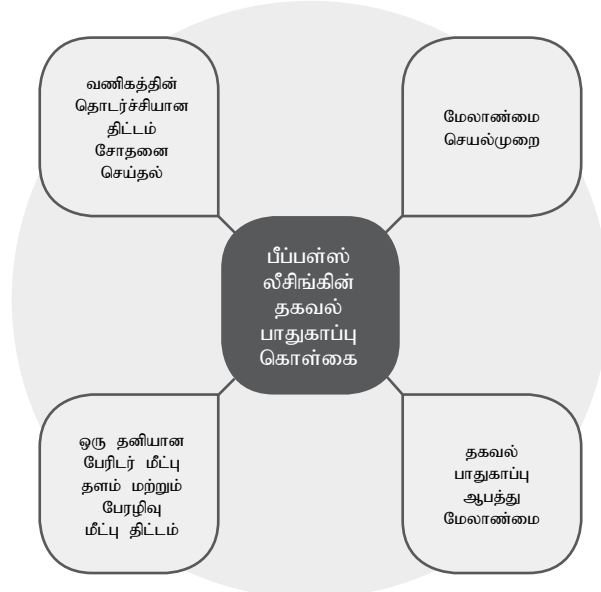 வணிகத்தின்
தொடர்ச்சியான
திட்டம்
சோதனை
செய்தல்
மேலாண்மை
செயல்முறை
பீப்பள்ஸ்
லீசிங்கின்
தகவல்
பாதுகாப்பு
கொள்கை
ஒரு தனியான
பேரிடர் மீட்பு
தளம் மற்றும்
பேரழிவு
மீட்பு திட்டம்
தகவல்
பாதுகாப்பு
ஆபத்து
மேலாண்மை